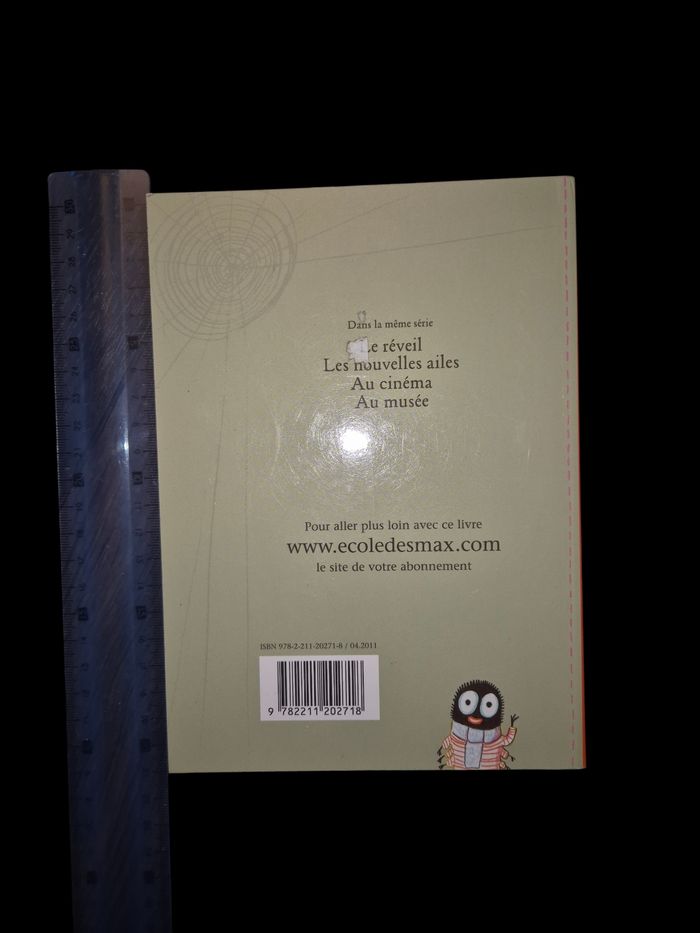 Dans la même série
Le réveil
Les nouvelles ailes
Au cinéma
Au musée
Pour aller plus loin avec ce livre
www.ecoledesmax.com
le site de votre abonnement
ISBN 978-2-211-20271-8 / 04.2011
9 782211 202718